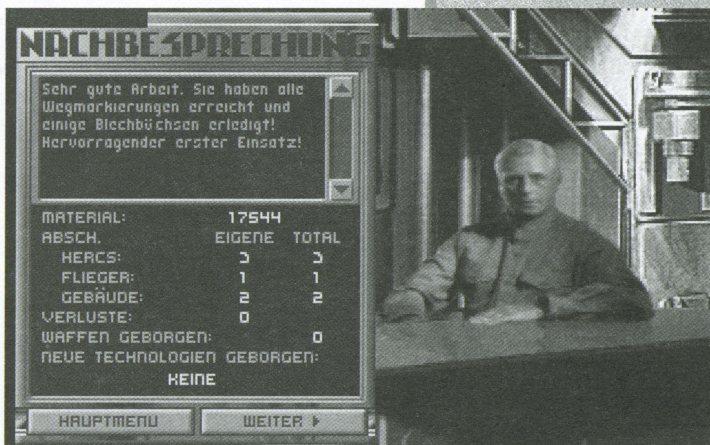 NACHBESPRECHUNG
Sehr gute Arbeit. Sie haben alle
Wegmarkierungen erreicht und
einige Blechbüchsen erledigt!
Hervorragender erster Einsatz!
MATERIAL: 17544
ABSCH. EIGENE TOTAL
HERCS: 3 3
FLIEGER: 1 1
GEBÄUDE: 2 2
VERLUSTE: 0
WAFFEN GEBORGEN: 0
NEUE TECHNOLOGIEN GEBORGEN:
KEINE
HAUPTMENU WEITER